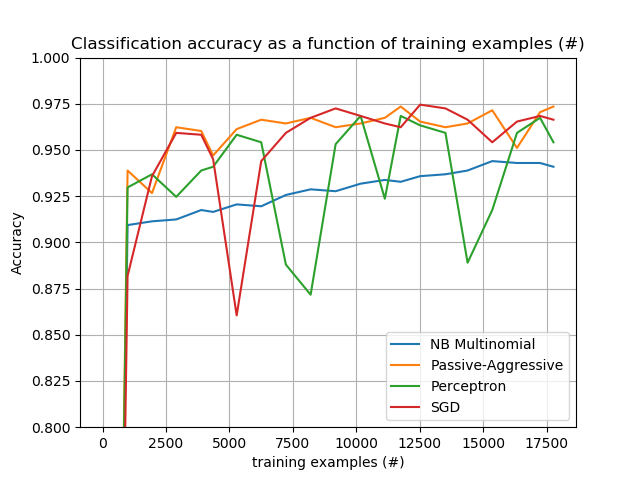 Classification accuracy as a function of training examples (#)
1.000
0.975
0.950
0.925
0.900
0.875
0.850
0.825
0.800
Accuracy
0 2500 5000 7500 10000 12500 15000 17500
training examples (#)
NB Multinomial
Passive-Aggressive
Perceptron
SGD